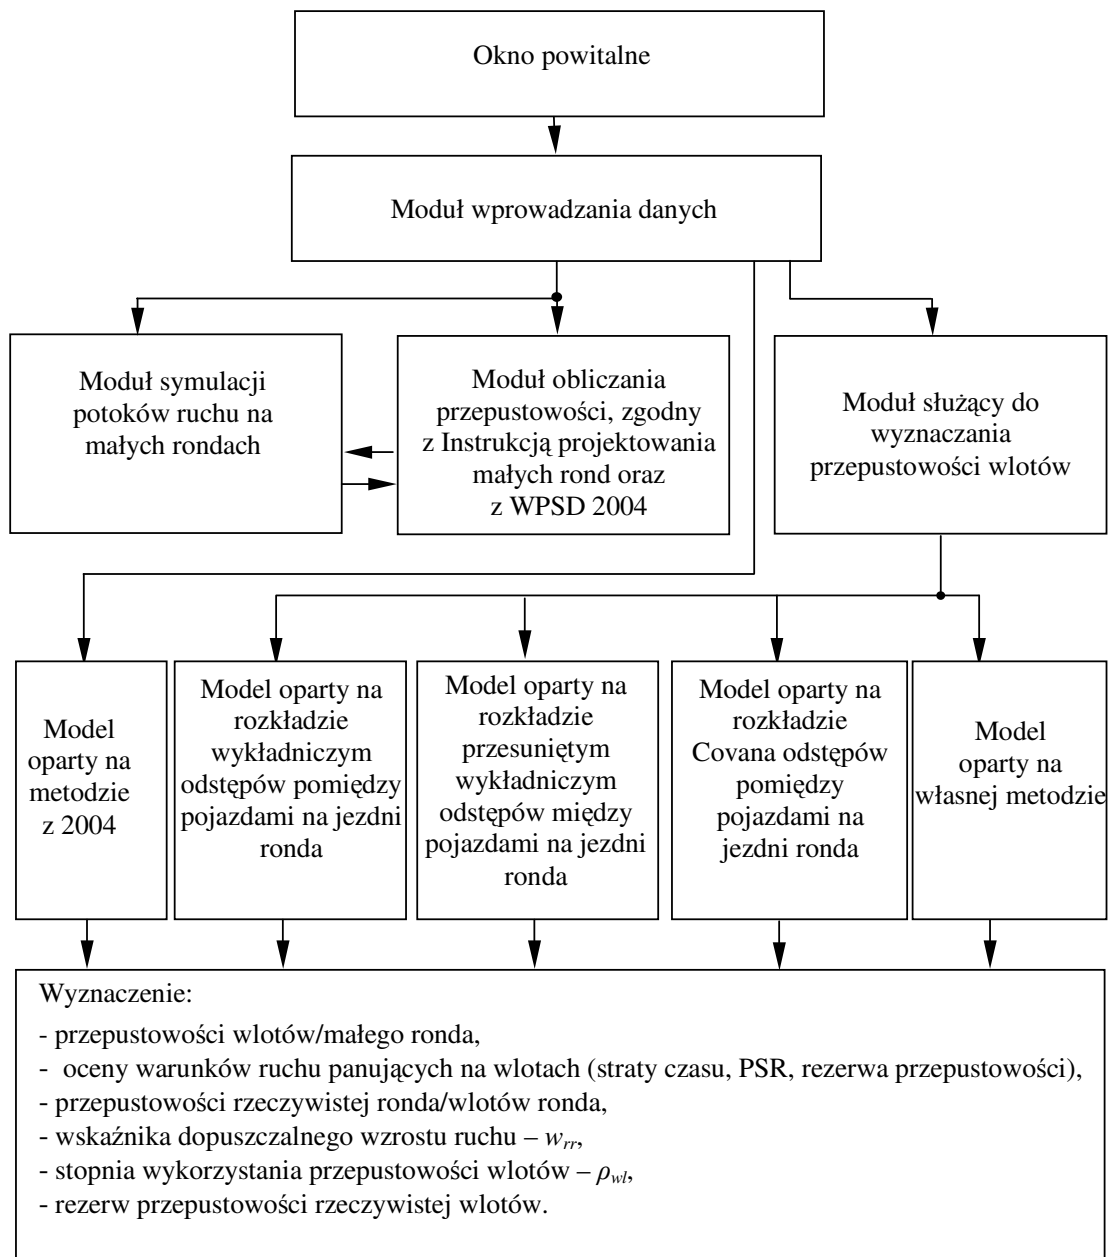 Okno powitalne
Moduł wprowadzania danych
Moduł symulacji
potoków ruchu na
małych rondach
Moduł obliczania
przepustowości, zgodny
z Instrukcją projektowania
małych rond oraz
z WPSD 2004
Moduł służący do
wyznaczania
przepustowości wlotów
Model
oparty na
metodzie
z 2004
Model oparty na
rozkładzie
wykładniczym
odstępów pomiędzy
pojazdami na jezdni
ronda
Model oparty na
rozkładzie
przesuniętym
wykładniczym
odstępów między
pojazdami na jezdni
ronda
Model oparty na
rozkładzie
Covana odstępów
pomiędzy
pojazdami na
jezdni ronda
Model
oparty na
własnej metodzie
Wyznaczenie:
- przepustowości wlotów/małego ronda,
- oceny warunków ruchu panujących na wlotach (straty czasu, PSR, rezerwa przepustowości),
- przepustowości rzeczywistej ronda/wlotów ronda,
- wskaźnika dopuszczalnego wzrostu ruchu – wrr,
- stopnia wykorzystania przepustowości wlotów – ρwl,
- rezerw przepustowości rzeczywistej wlotów.